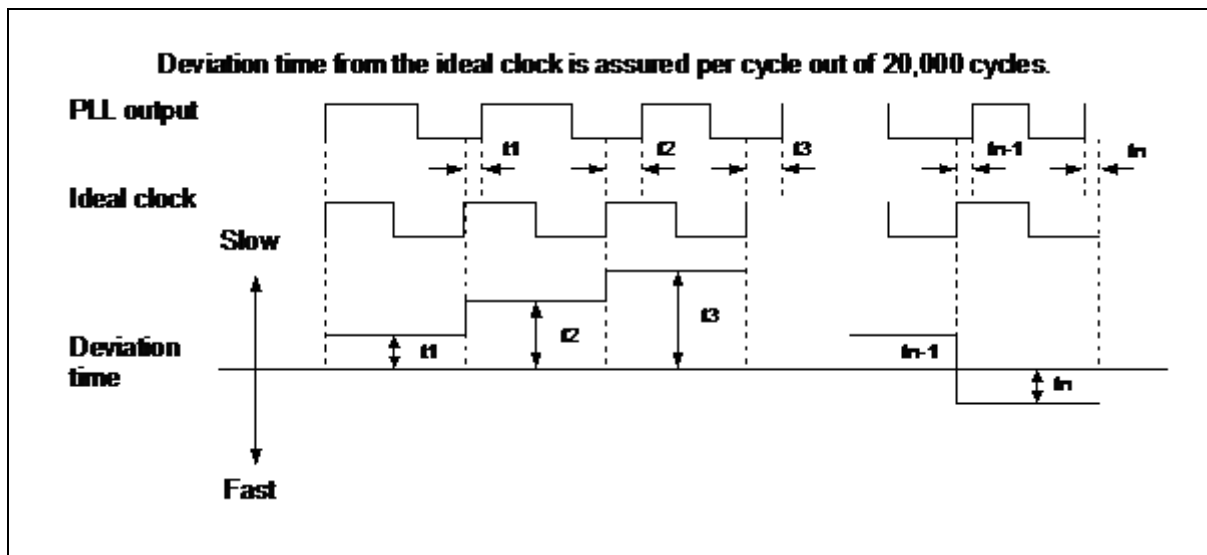 Deviation time from the ideal clock is assured per cycle out of 20,000 cycles.
PLL output
t1
t2
t3
tn-1
tn
Ideal clock
Slow
t1
t2
t3
tn-1
tn
Deviation
time
Fast